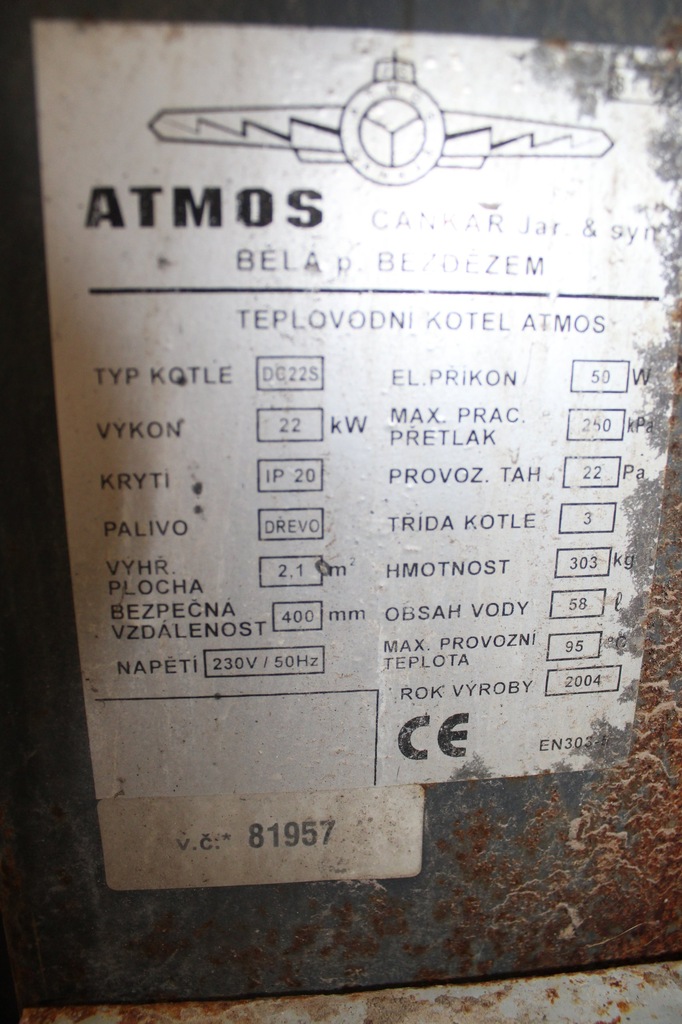 ATMOS CANKAR Jar. & syn
BĚLÁ p. BEZDĚZEM
TEPLOVODNÍ KOTEL ATMOS
TYP KOTLE DC22S
VÝKON 22 kW
KRYTÍ IP 20
PALIVO DŘEVO
VÝHŘ. PLOCHA 2,1 m²
BEZPEČNÁ VZDÁLENOST 400 mm
NAPĚTÍ 230V / 50Hz
EL.PŘÍKON 50 W
MAX. PRAC. PŘETLAK 250 kPa
PROVOZ. TAH 22 Pa
TŘÍDA KOTLE 3
HMOTNOST 303 kg
OBSAH VODY 58 ℓ
MAX. PROVOZNÍ TEPLOTA 95 °C
ROK VÝROBY 2004
CE EN303-5
v.č.* 81957